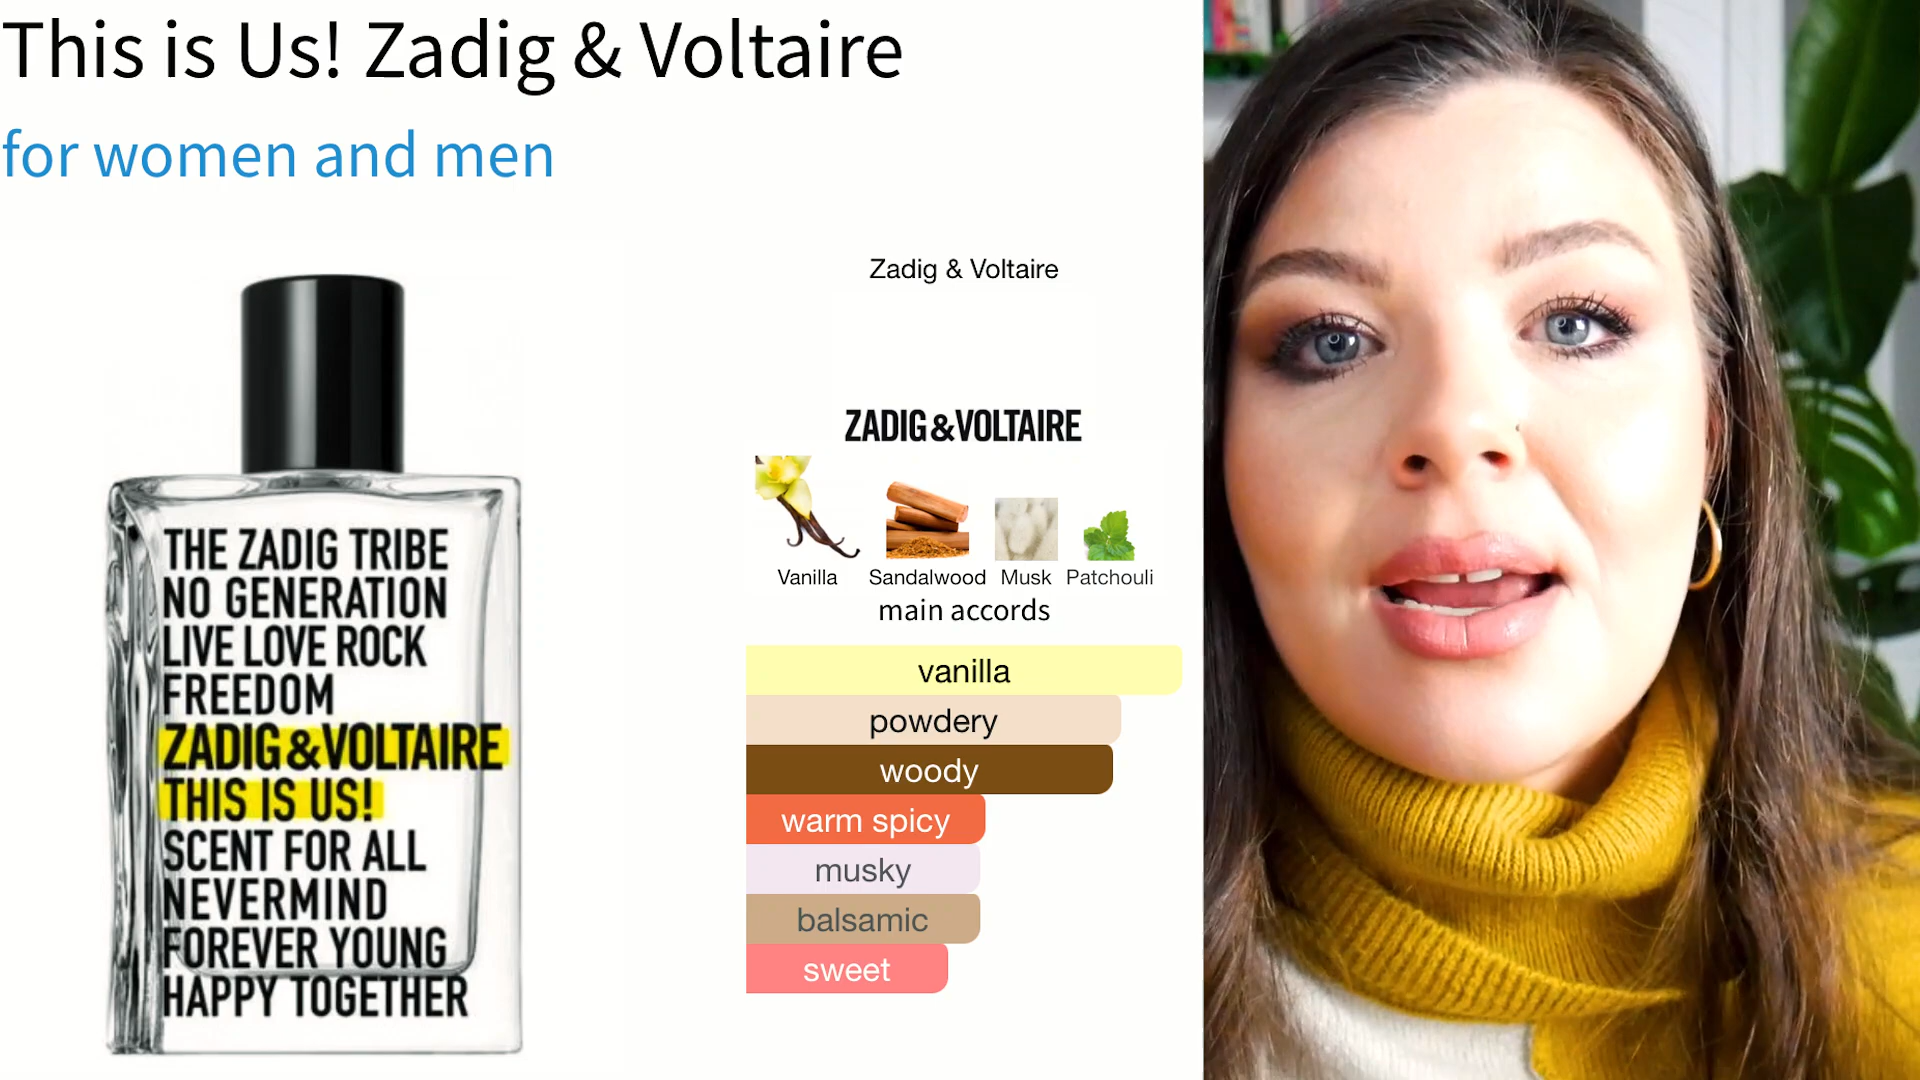 This is Us! Zadig & Voltaire
for women and men
THE ZADIG TRIBE
NO GENERATION
LIVE LOVE ROCK
FREEDOM
ZADIG&VOLTAIRE
THIS IS US!
SCENT FOR ALL
NEVERMIND
FOREVER YOUNG
HAPPY TOGETHER
Zadig & Voltaire
ZADIG&VOLTAIRE
Vanilla Sandalwood Musk Patchouli
main accords
vanilla
powdery
woody
warm spicy
musky
balsamic
sweet